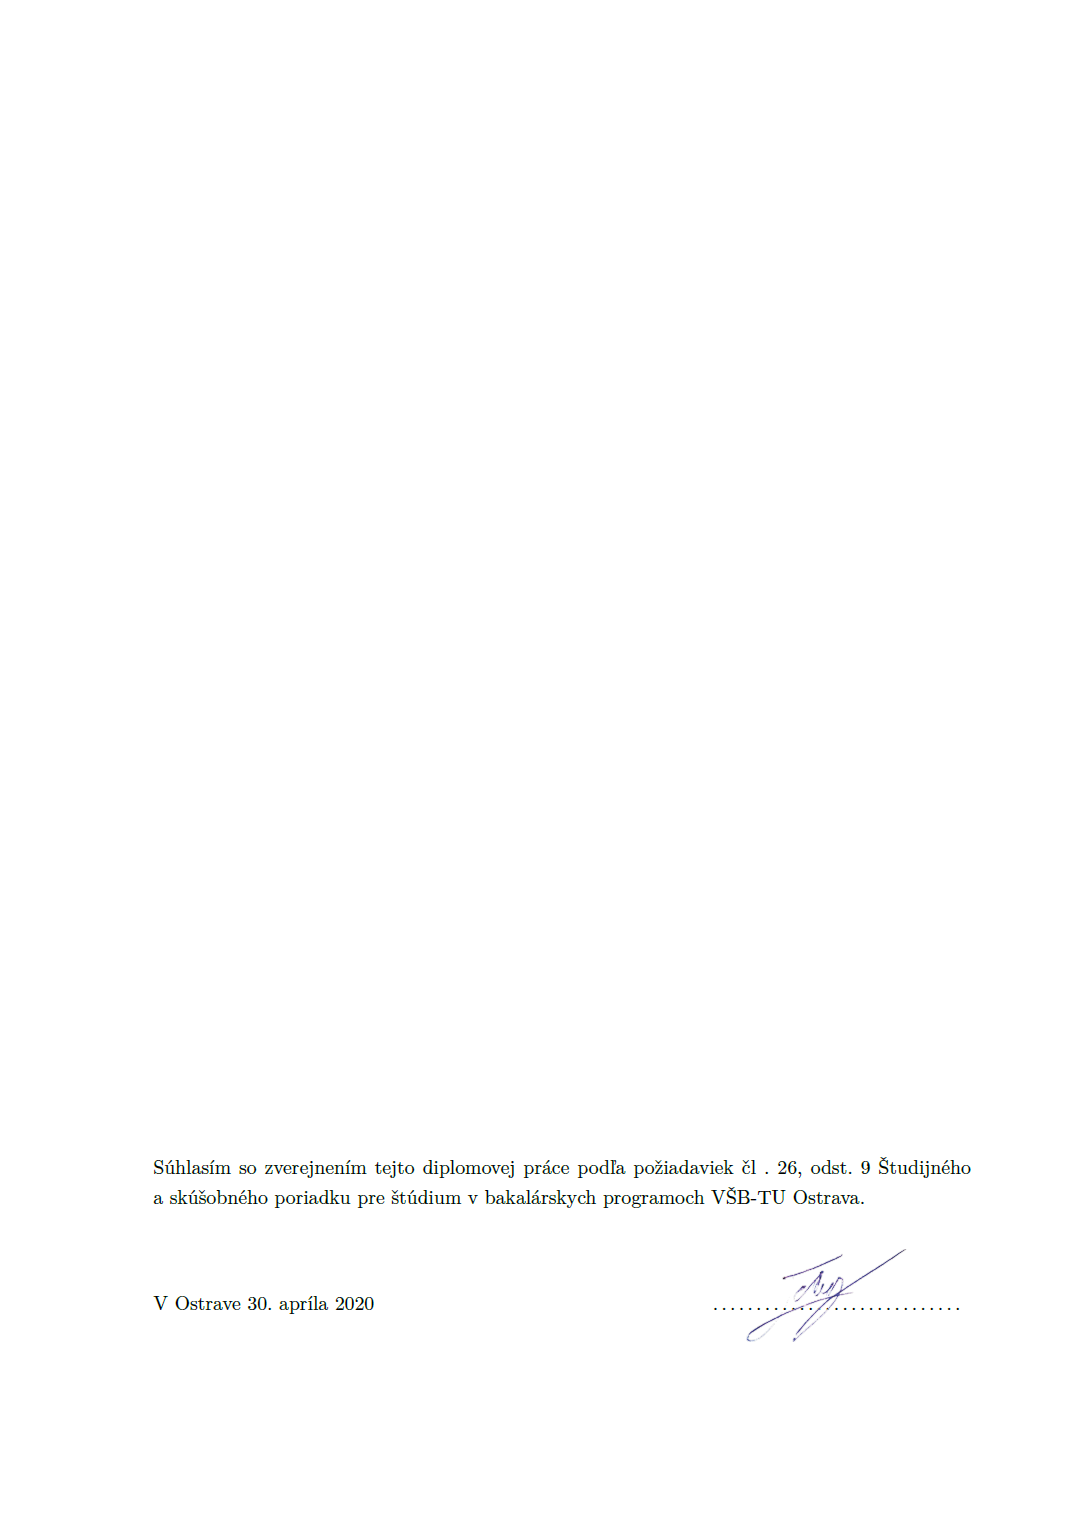 Súhlasím so zverejnením tejto diplomovej práce podľa požiadaviek čl . 26, odst. 9 Študijného
a skúšobného poriadku pre štúdium v bakalárskych programoch VŠB-TU Ostrava.
V Ostrave 30. apríla 2020 ............................